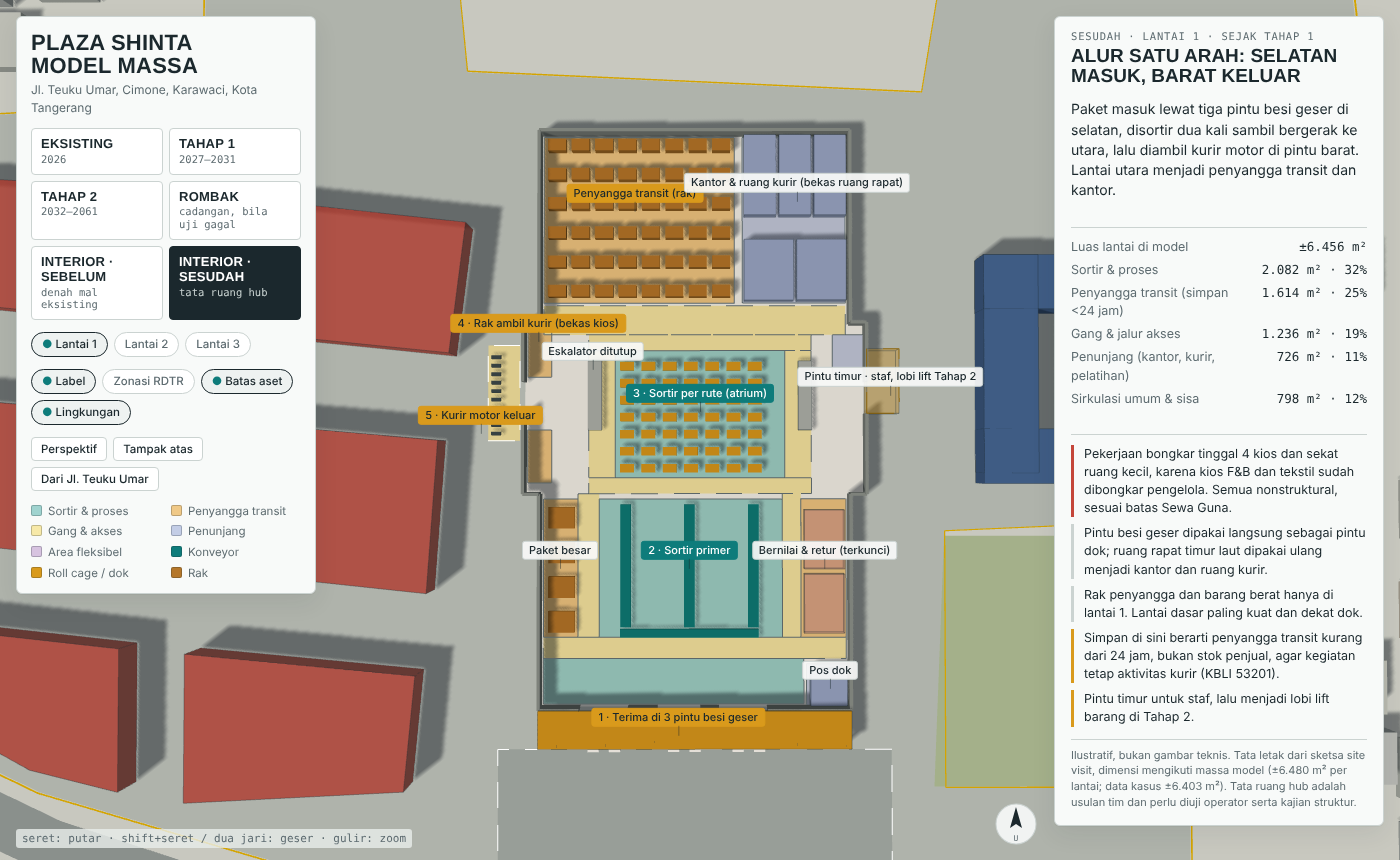 PLAZA SHINTA
MODEL MASSA
Jl. Teuku Umar, Cimone, Karawaci, Kota
Tangerang
EKSISTING
2026
TAHAP 1
2027–2031
TAHAP 2
2032–2061
ROMBAK
cadangan, bila
uji gagal
INTERIOR ·
SEBELUM
denah mal
eksisting
INTERIOR ·
SESUDAH
tata ruang hub
Lantai 1
Lantai 2
Lantai 3
Label
Zonasi RDTR
Batas aset
Lingkungan
Perspektif
Tampak atas
Dari Jl. Teuku Umar
Sortir & proses
Penyangga transit
Gang & akses
Penunjang
Area fleksibel
Konveyor
Roll cage / dok
Rak
seret: putar · shift+seret / dua jari: geser · gulir: zoom
Kantor & ruang kurir (bekas ruang rapat)
Penyangga transit (rak)
4 · Rak ambil kurir (bekas kios)
Eskalator ditutup
Pintu timur · staf, lobi lift Tahap 2
3 · Sortir per rute (atrium)
5 · Kurir motor keluar
Paket besar
2 · Sortir primer
Bernilai & retur (terkunci)
Pos dok
1 · Terima di 3 pintu besi geser
U
SESUDAH · LANTAI 1 · SEJAK TAHAP 1
ALUR SATU ARAH: SELATAN
MASUK, BARAT KELUAR
Paket masuk lewat tiga pintu besi geser di
selatan, disortir dua kali sambil bergerak ke
utara, lalu diambil kurir motor di pintu barat.
Lantai utara menjadi penyangga transit dan
kantor.
Luas lantai di model ±6.456 m²
Sortir & proses 2.082 m² · 32%
Penyangga transit (simpan
<24 jam) 1.614 m² · 25%
Gang & jalur akses 1.236 m² · 19%
Penunjang (kantor, kurir,
pelatihan) 726 m² · 11%
Sirkulasi umum & sisa 798 m² · 12%
Pekerjaan bongkar tinggal 4 kios dan sekat
ruang kecil, karena kios F&B dan tekstil sudah
dibongkar pengelola. Semua nonstruktural,
sesuai batas Sewa Guna.
Pintu besi geser dipakai langsung sebagai pintu
dok; ruang rapat timur laut dipakai ulang
menjadi kantor dan ruang kurir.
Rak penyangga dan barang berat hanya di
lantai 1. Lantai dasar paling kuat dan dekat dok.
Simpan di sini berarti penyangga transit kurang
dari 24 jam, bukan stok penjual, agar kegiatan
tetap aktivitas kurir (KBLI 53201).
Pintu timur untuk staf, lalu menjadi lobi lift
barang di Tahap 2.
Ilustratif, bukan gambar teknis. Tata letak dari sketsa site
visit, dimensi mengikuti massa model (±6.480 m² per
lantai; data kasus ±6.403 m²). Tata ruang hub adalah
usulan tim dan perlu diuji operator serta kajian struktur.